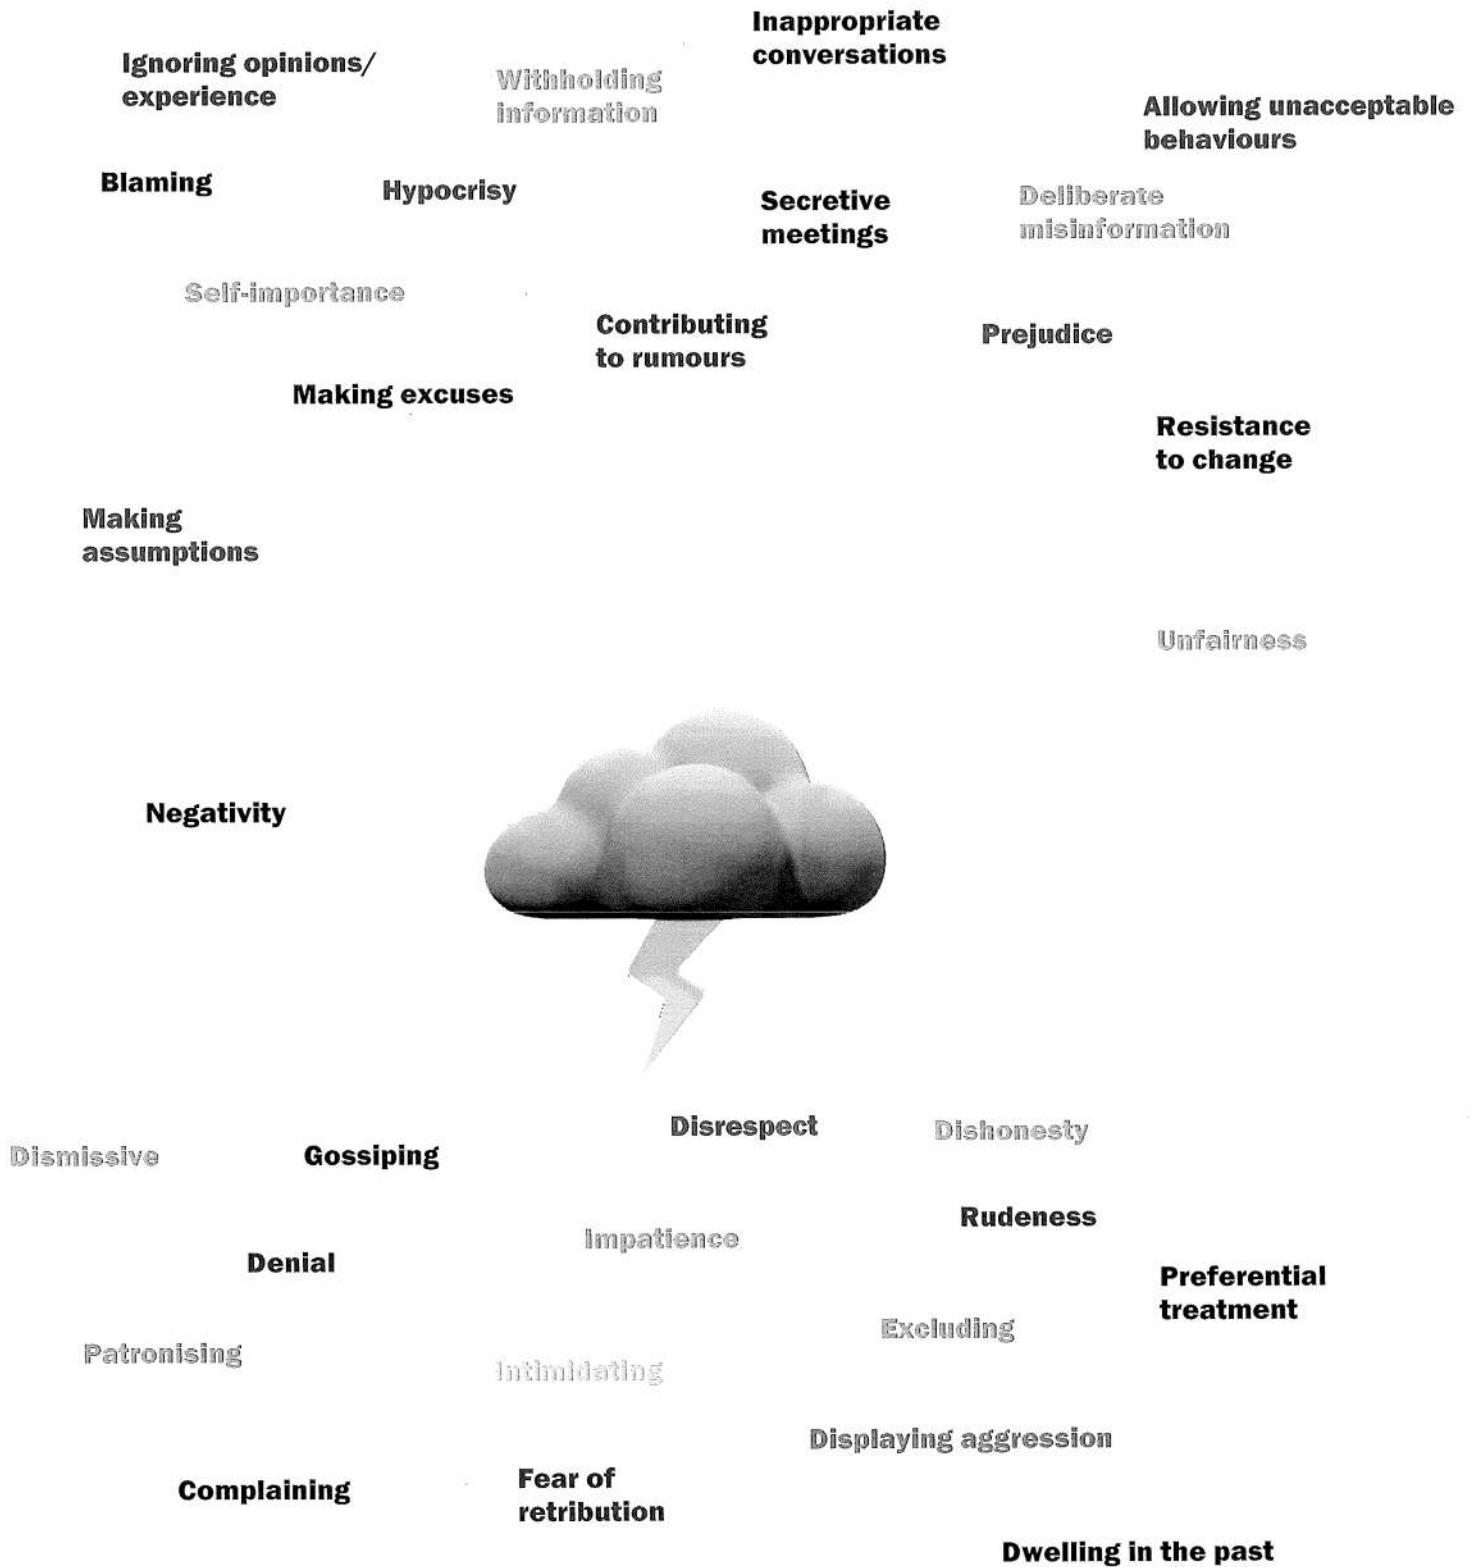 Inappropriate
conversations
Ignoring opinions/
experience
Withholding
information
Allowing unacceptable
behaviours
Blaming
Hypocrisy
Secretive
meetings
Deliberate
misinformation
Self-importance
Contributing
to rumours
Prejudice
Making excuses
Resistance
to change
Making
assumptions
Unfairness
Negativity
Disrespect
Dishonesty
Dismissive
Gossiping
Rudeness
Impatience
Denial
Preferential
treatment
Excluding
Patronising
Intimidating
Displaying aggression
Complaining
Fear of
retribution
Dwelling in the past